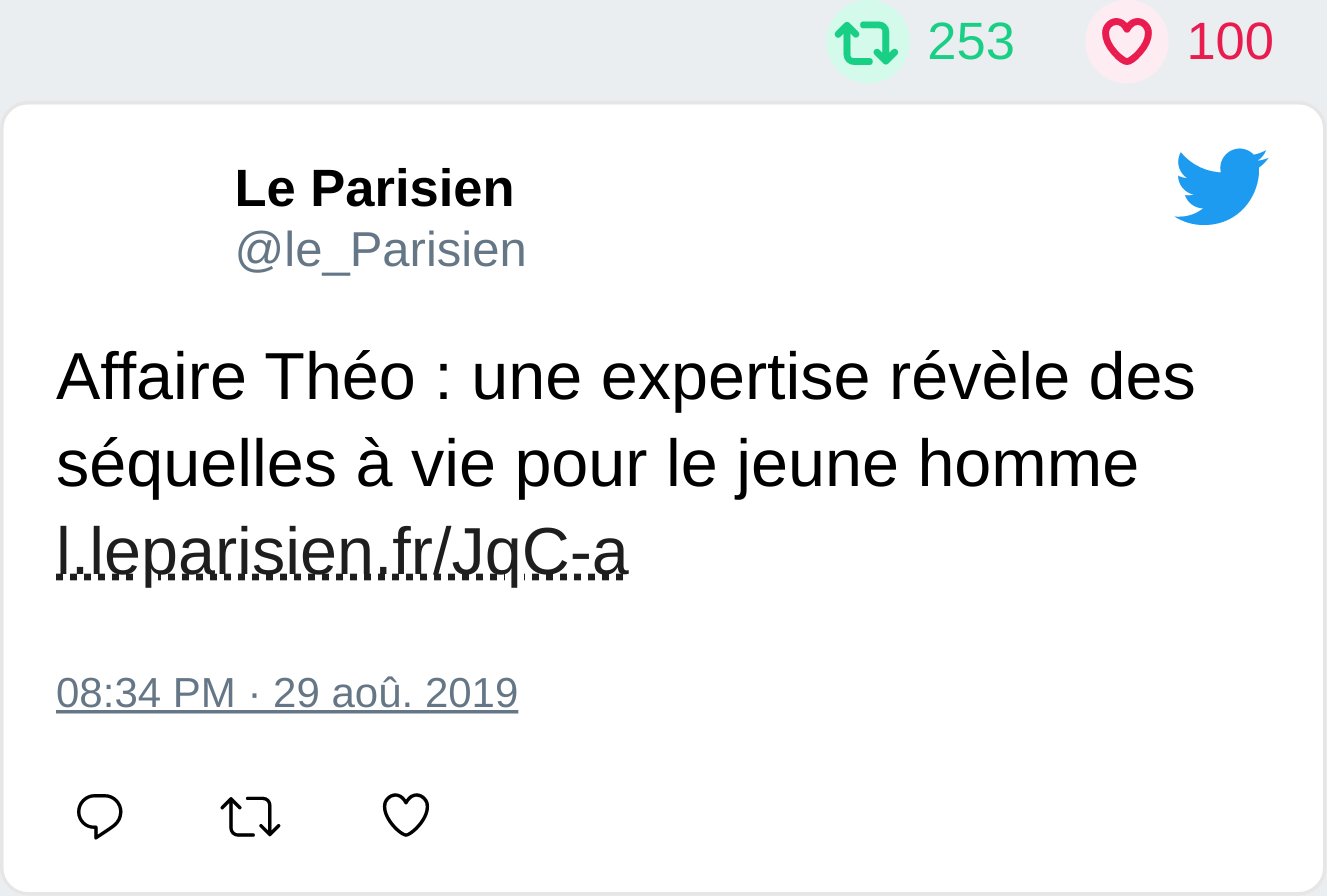 253 100
Le Parisien
@le_Parisien
Affaire Théo : une expertise révèle des
séquelles à vie pour le jeune homme
l.leparisien.fr/JqC-a
08:34 PM · 29 aoû. 2019